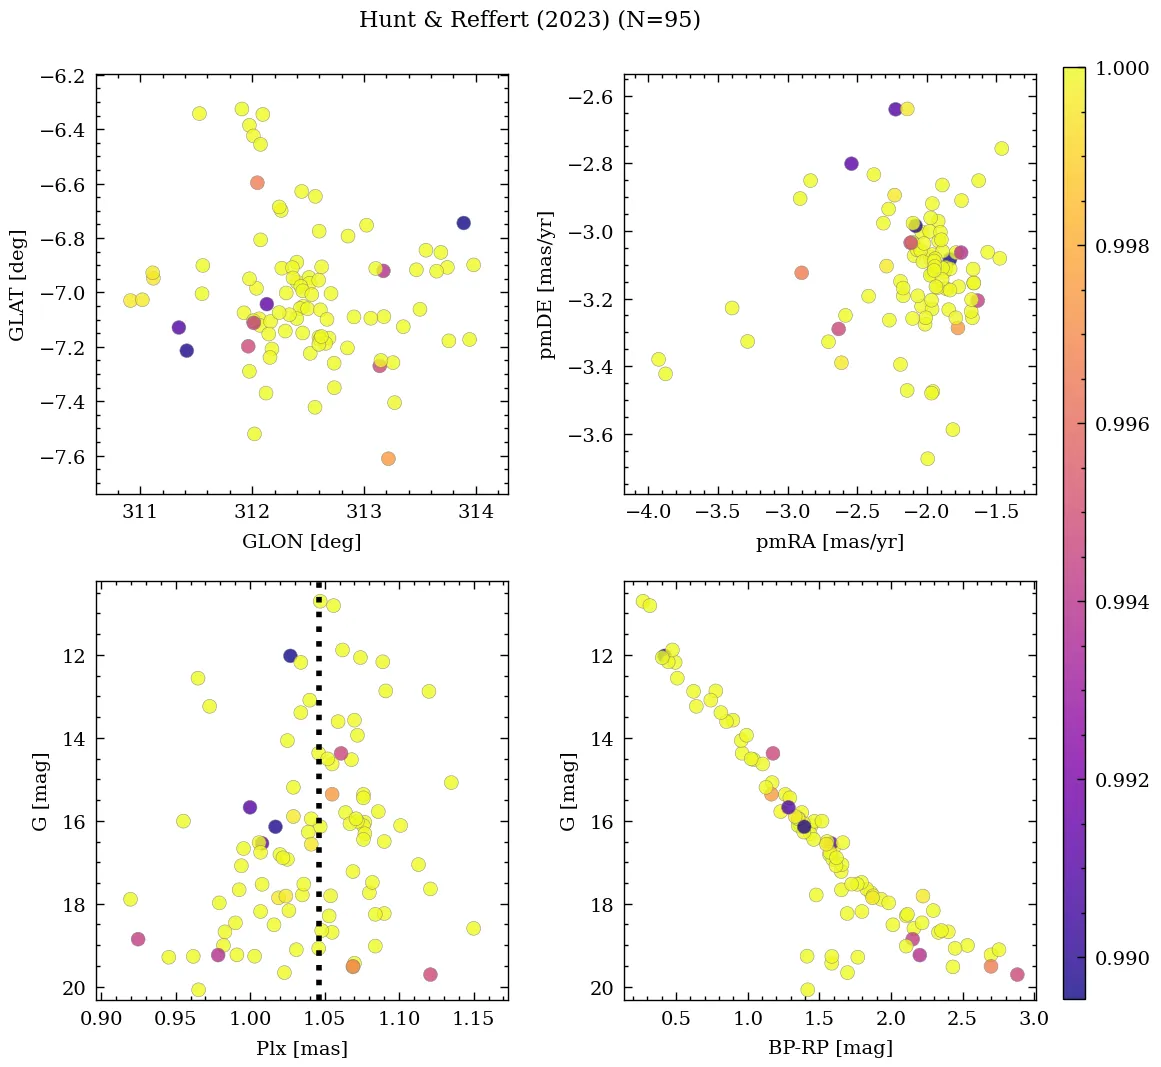 Hunt & Reffert (2023) (N=95)
−6.2
−6.4
−6.6
−6.8
−7.0
−7.2
−7.4
−7.6
GLAT [deg]
311 312 313 314
GLON [deg]
−2.6
−2.8
−3.0
−3.2
−3.4
−3.6
pmDE [mas/yr]
−4.0 −3.5 −3.0 −2.5 −2.0 −1.5
pmRA [mas/yr]
1.000
0.998
0.996
0.994
0.992
0.990
12
14
16
18
20
G [mag]
0.90 0.95 1.00 1.05 1.10 1.15
Plx [mas]
12
14
16
18
20
G [mag]
0.5 1.0 1.5 2.0 2.5 3.0
BP-RP [mag]